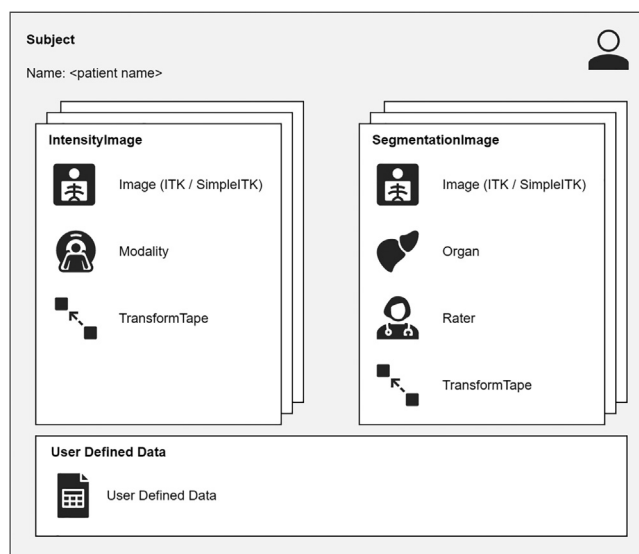 Subject
Name: <patient name>
IntensityImage
Image (ITK / SimpleITK)
Modality
TransformTape
SegmentationImage
Image (ITK / SimpleITK)
Organ
Rater
TransformTape
User Defined Data
User Defined Data